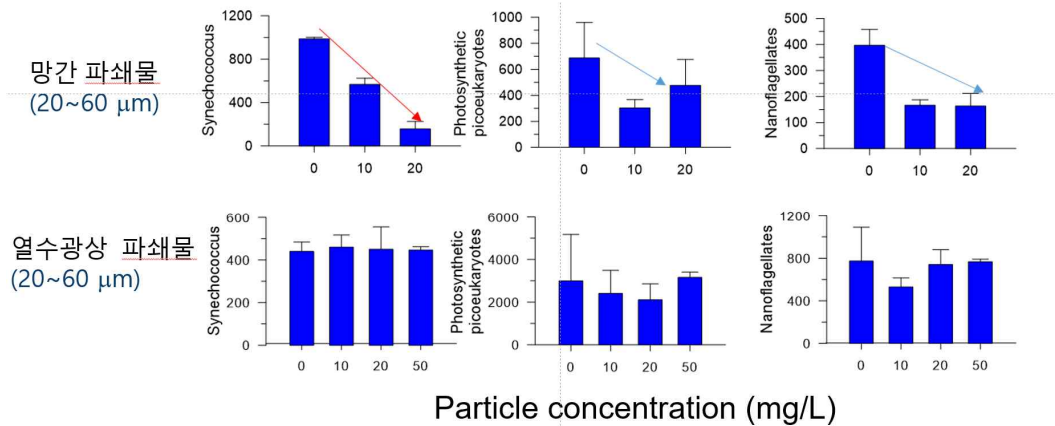 망간 파쇄물
(20~60 μm)
Synechococcus
1200
1000
800
400
0
0 10 20
Photosynthetic
picoeukaryotes
1000
800
600
400
200
0
0 10 20
Nanoflagellates
500
400
300
200
100
0
0 10 20
열수광상 파쇄물
(20~60 μm)
Synechococcus
600
400
200
0
0 10 20 50
Photosynthetic
picoeukaryotes
6000
4000
2000
0
0 10 20 50
Nanoflagellates
1200
800
400
0
0 10 20 50
Particle concentration (mg/L)